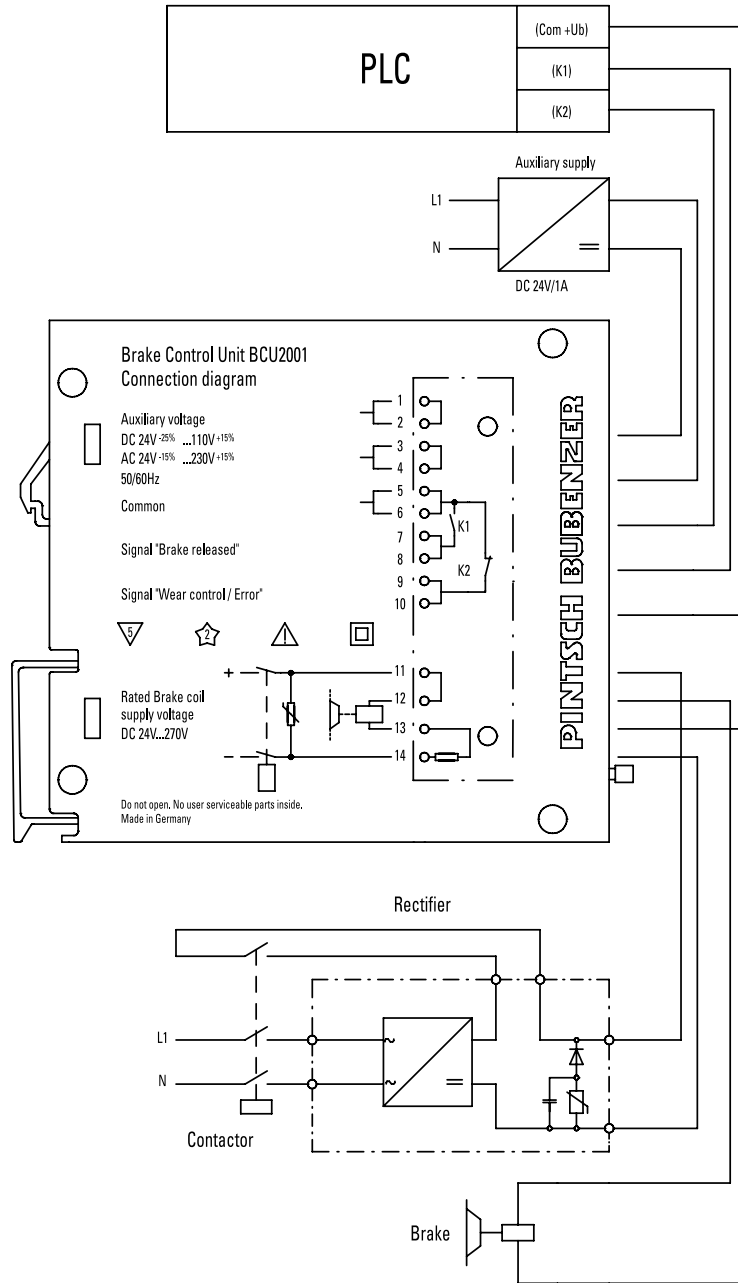 (Com +Ub)
PLC
(K1)
(K2)
Auxiliary supply
L1
N
DC 24V/1A
Brake Control Unit BCU2001
Connection diagram
Auxiliary voltage
DC 24V -25% ...110V +15%
AC 24V -15% ...230V +15%
50/60Hz
Common
Signal "Brake released"
Signal "Wear control / Error"
1
2
3
4
5
6
7
8
9
10
K1
K2
5
2
!
+
11
12
13
14
-
Rated Brake coil
supply voltage
DC 24V...270V
Do not open. No user serviceable parts inside.
Made in Germany
PINTSCH BUBENZER
Rectifier
L1
N
Contactor
Brake